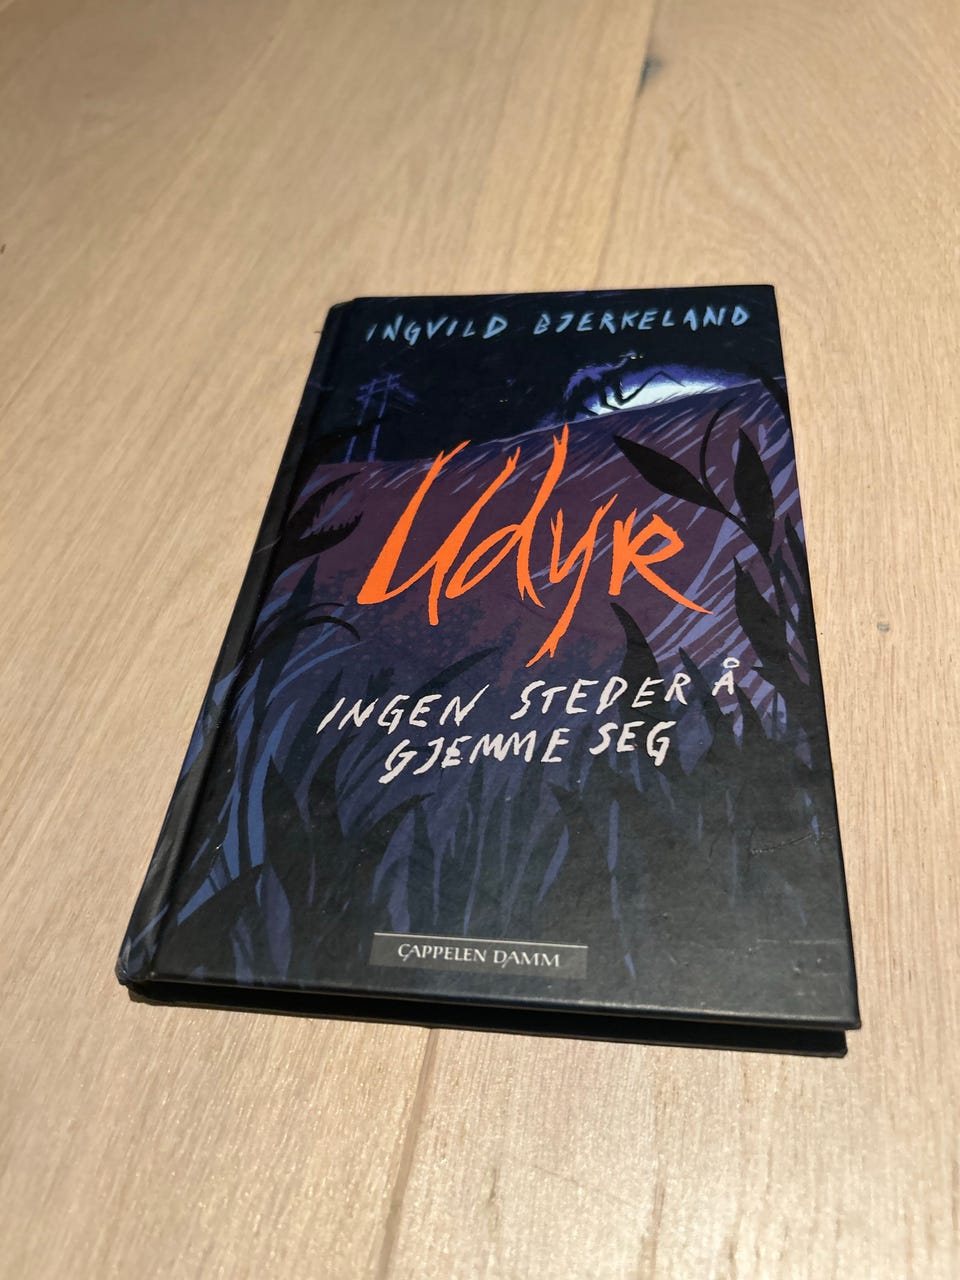 INGVILD BJERKELAND
Udyr
INGEN STEDER Å
GJEMME SEG
CAPPELEN DAMM